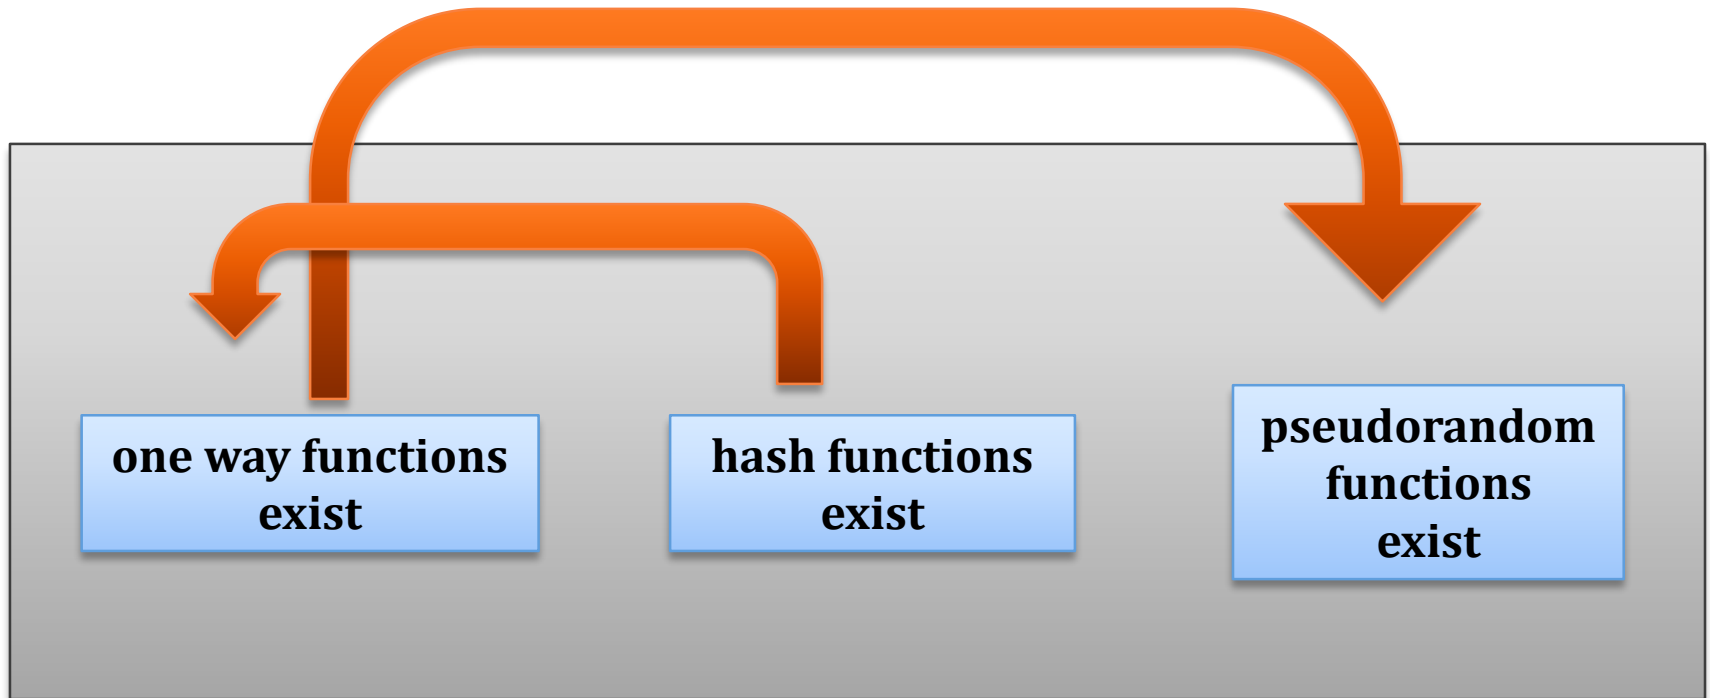 one way functions
exist
hash functions
exist
pseudorandom
functions
exist